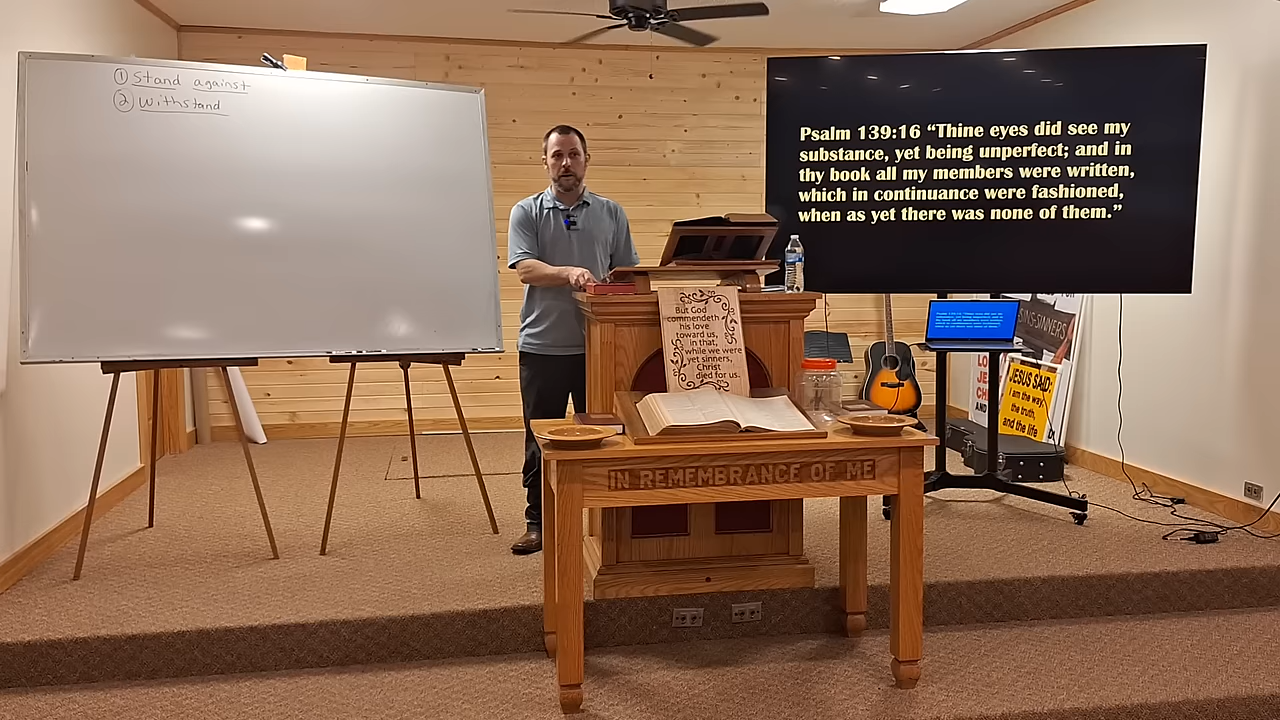 ① Stand against
② Withstand
Psalm 139:16 “Thine eyes did see my
substance, yet being unperfect; and in
thy book all my members were written,
which in continuance were fashioned,
when as yet there was none of them.”
But God
commendeth
his love
toward us,
in that,
while we were
yet sinners,
Christ
died for us.
IN REMEMBRANCE OF ME
SINS-SINNERS
JESUS SAID:
I am the way,
the truth,
and the life